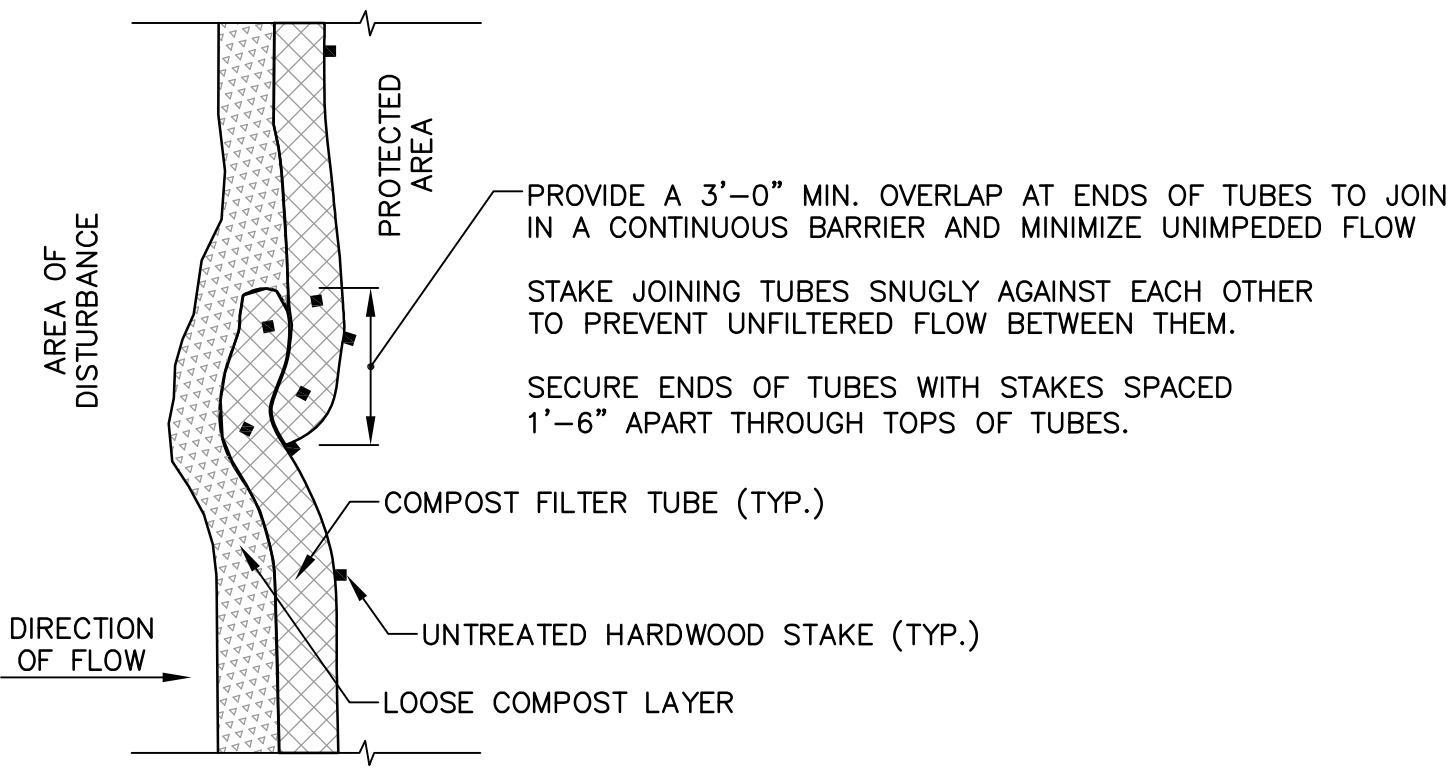 PROTECTED
AREA
AREA OF
DISTURBANCE
PROVIDE A 3'-0" MIN. OVERLAP AT ENDS OF TUBES TO JOIN
IN A CONTINUOUS BARRIER AND MINIMIZE UNIMPEDED FLOW
STAKE JOINING TUBES SNUGLY AGAINST EACH OTHER
TO PREVENT UNFILTERED FLOW BETWEEN THEM.
SECURE ENDS OF TUBES WITH STAKES SPACED
1'-6" APART THROUGH TOPS OF TUBES.
COMPOST FILTER TUBE (TYP.)
UNTREATED HARDWOOD STAKE (TYP.)
DIRECTION
OF FLOW
LOOSE COMPOST LAYER